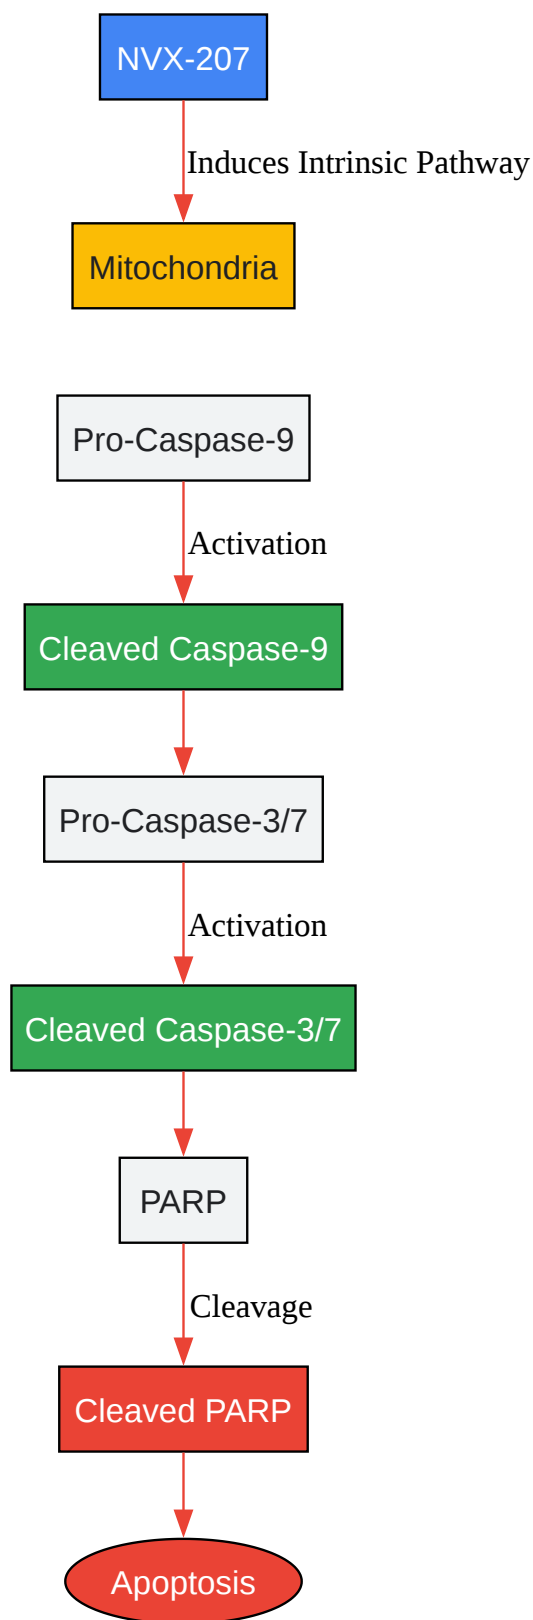 NVX-207
Induces Intrinsic Pathway
Mitochondria
Pro-Caspase-9
Activation
Cleaved Caspase-9
Pro-Caspase-3/7
Activation
Cleaved Caspase-3/7
PARP
Cleavage
Cleaved PARP
Apoptosis